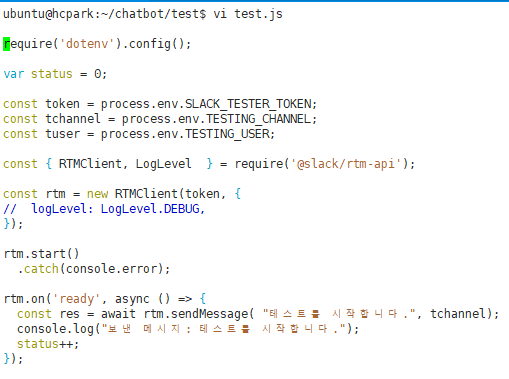 ubuntu@hcpark:~/chatbot/test$ vi test.js
require('dotenv').config();
var status = 0;
const token = process.env.SLACK_TESTER_TOKEN;
const tchannel = process.env.TESTING_CHANNEL;
const tuser = process.env.TESTING_USER;
const { RTMClient, LogLevel  } = require('@slack/rtm-api');
const rtm = new RTMClient(token, {
//  logLevel: LogLevel.DEBUG,
});
rtm.start()
  .catch(console.error);
rtm.on('ready', async () => {
  const res = await rtm.sendMessage( "테스트를 시작합니다.", tchannel);
  console.log("보낸 메시지:테스트를 시작합니다.");
  status++;
});